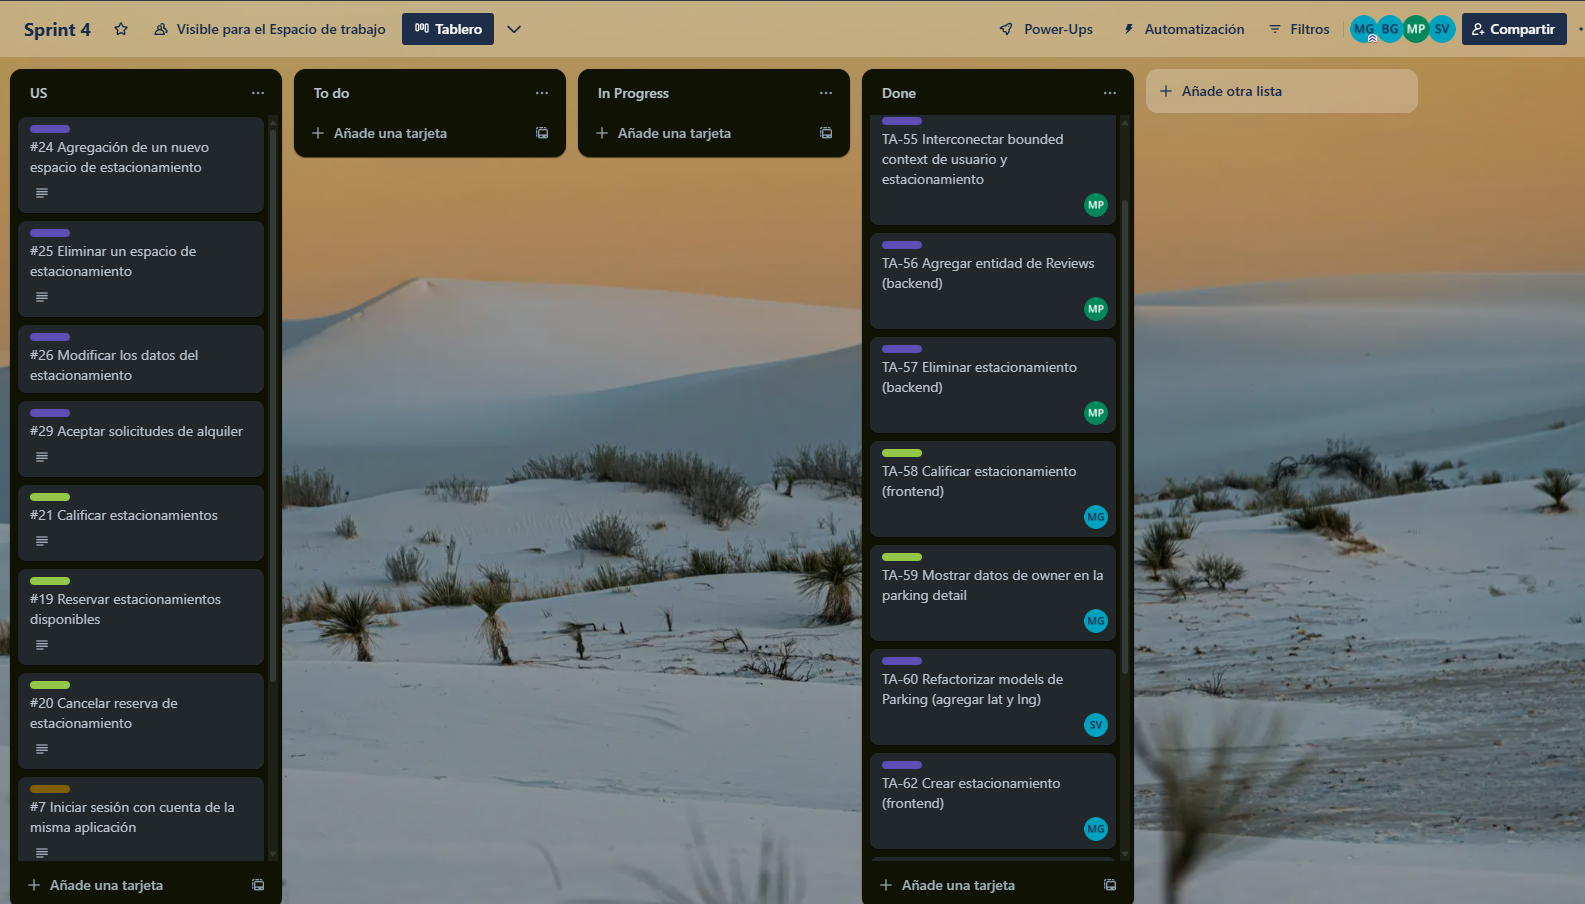 Sprint 4
Visible para el Espacio de trabajo
Tablero
Power-Ups
Automatización
Filtros
MG
BG
MP
SV
Compartir
US
#24 Agregación de un nuevo
espacio de estacionamiento
#25 Eliminar un espacio de
estacionamiento
#26 Modificar los datos del
estacionamiento
#29 Aceptar solicitudes de alquiler
#21 Calificar estacionamientos
#19 Reservar estacionamientos
disponibles
#20 Cancelar reserva de
estacionamiento
#7 Iniciar sesión con cuenta de la
misma aplicación
Añade una tarjeta
To do
Añade una tarjeta
In Progress
Añade una tarjeta
Done
TA-55 Interconectar bounded
context de usuario y
estacionamiento
MP
TA-56 Agregar entidad de Reviews
(backend)
MP
TA-57 Eliminar estacionamiento
(backend)
MP
TA-58 Calificar estacionamiento
(frontend)
MG
TA-59 Mostrar datos de owner en la
parking detail
MG
TA-60 Refactorizar models de
Parking (agregar lat y lng)
SV
TA-62 Crear estacionamiento
(frontend)
MG
Añade una tarjeta
Añade otra lista